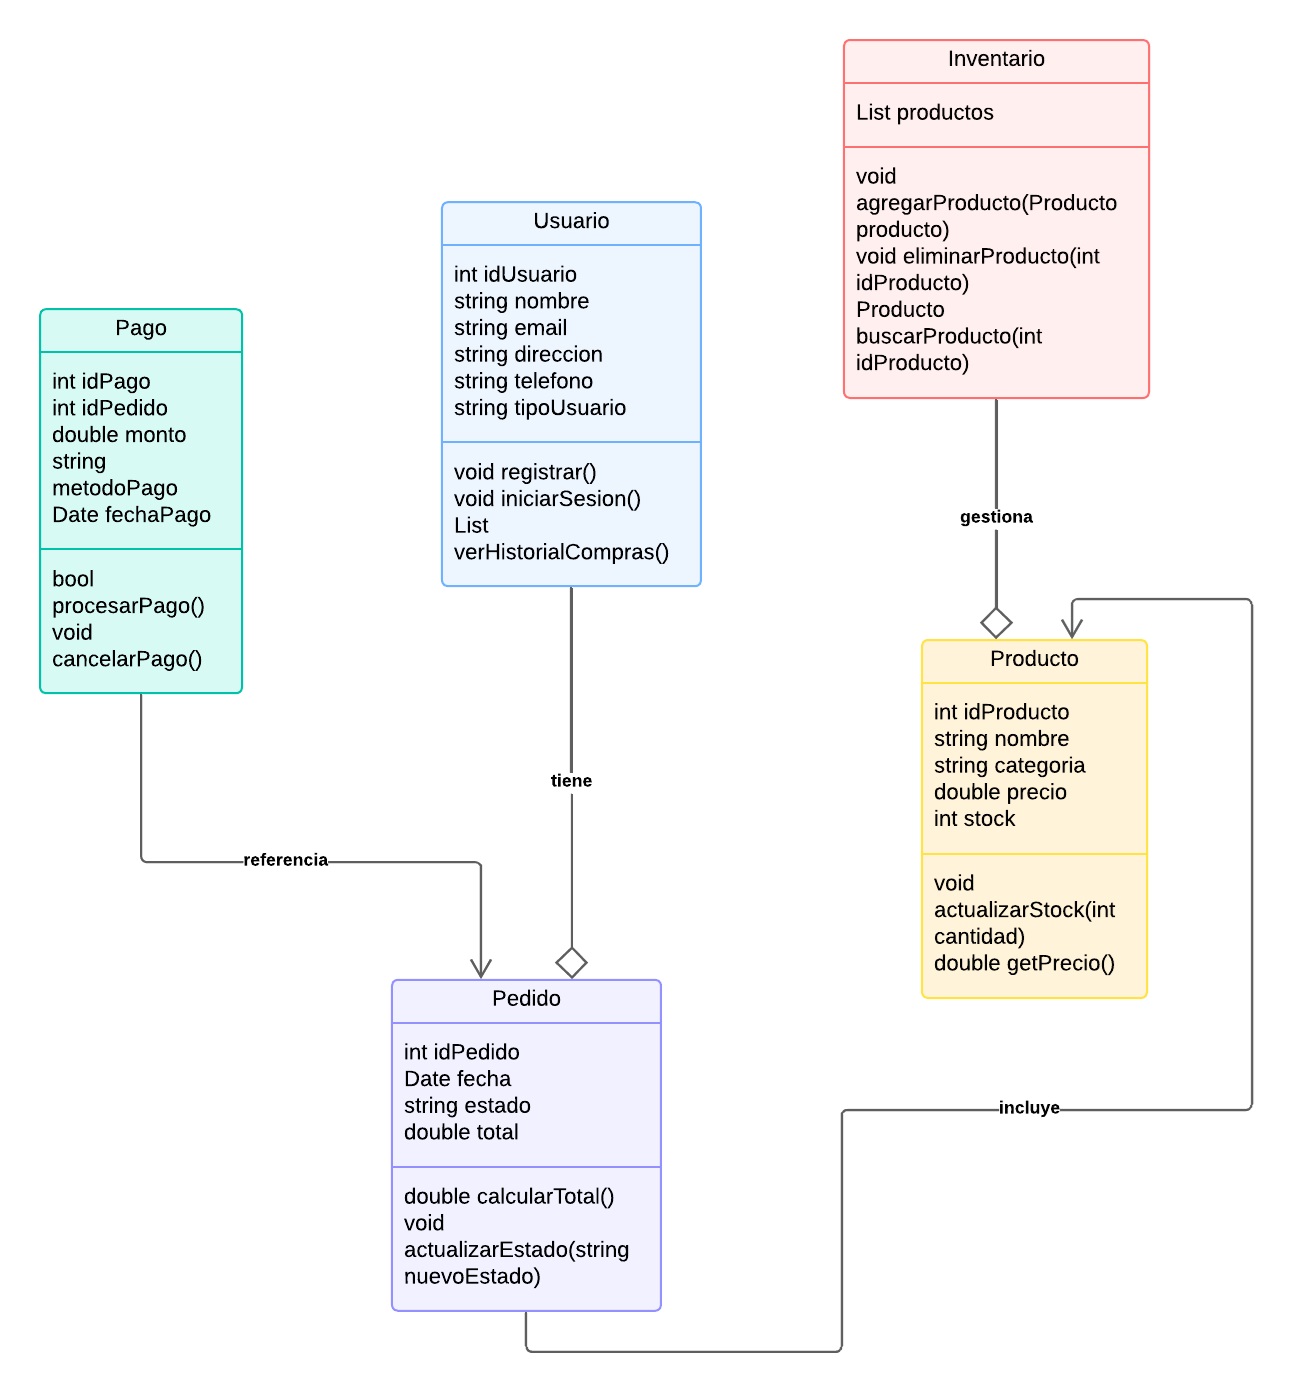 Inventario
List productos
void
agregarProducto(Producto
producto)
void eliminarProducto(int
idProducto)
Producto
buscarProducto(int
idProducto)
Usuario
int idUsuario
string nombre
string email
string direccion
string telefono
string tipoUsuario
void registrar()
void iniciarSesion()
List
verHistorialCompras()
Pago
int idPago
int idPedido
double monto
string
metodoPago
Date fechaPago
bool
procesarPago()
void
cancelarPago()
gestiona
Producto
int idProducto
string nombre
string categoria
double precio
int stock
void
actualizarStock(int
cantidad)
double getPrecio()
tiene
referencia
Pedido
int idPedido
Date fecha
string estado
double total
double calcularTotal()
void
actualizarEstado(string
nuevoEstado)
incluye